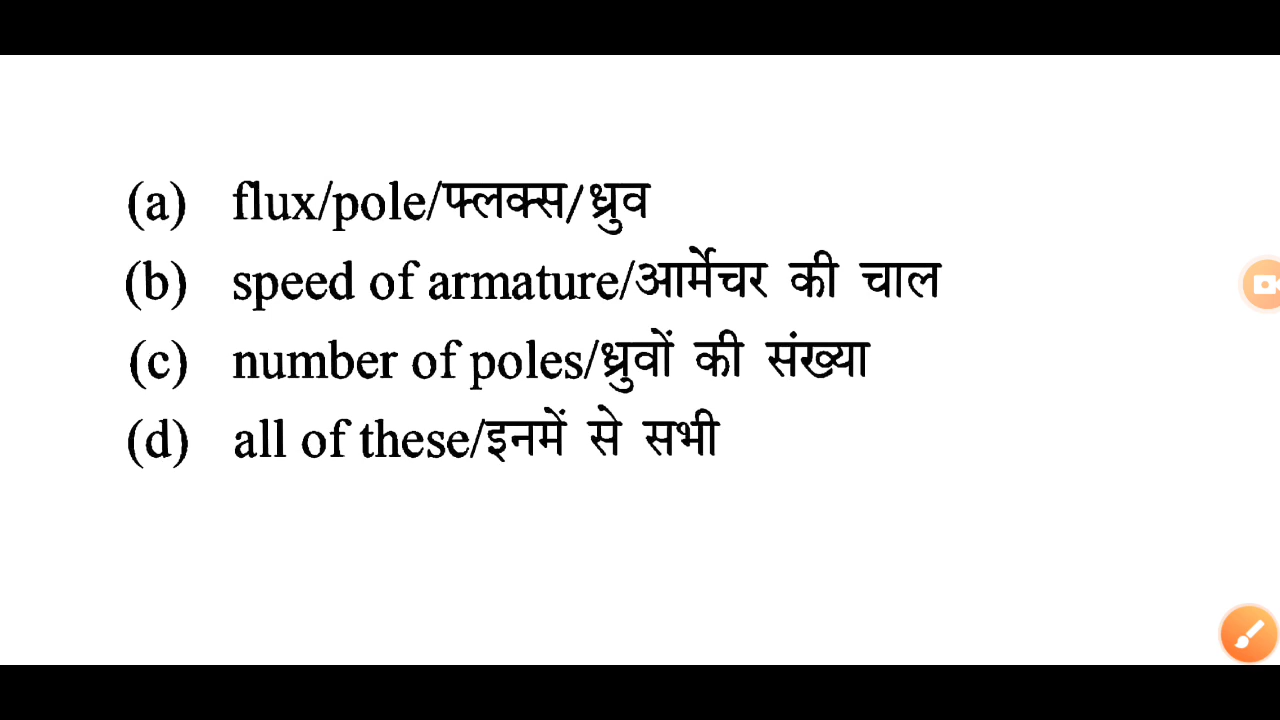 (a) flux/pole/फ्लक्स/ध्रुव
(b) speed of armature/आर्मेचर की चाल
(c) number of poles/ध्रुवों की संख्या
(d) all of these/इनमें से सभी